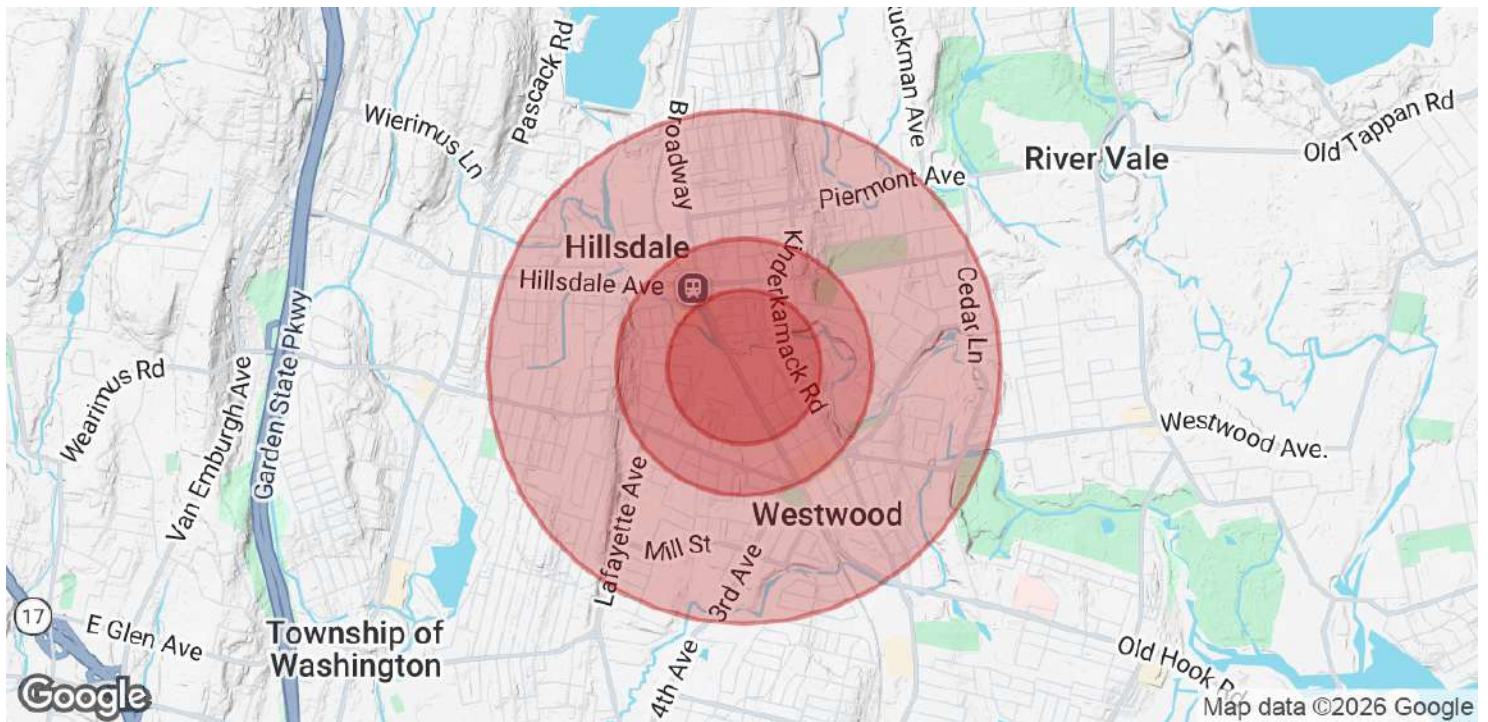 Pascack Rd
uckman Ave
Broadway
Wierimus Ln
Old Tappan Rd
River Vale
Piermont Ave
Hillsdale
Kinderkamack Rd
Hillsdale Ave
Cedar Ln
Garden State Pkwy
Wearimus Rd
Van Emburgh Ave
Westwood Ave.
Westwood
Lafayette Ave
Mill St
3rd Ave
17
E Glen Ave
Township of
Washington
Old Hook Rd
4th Ave
Google
Map data ©2026 Google